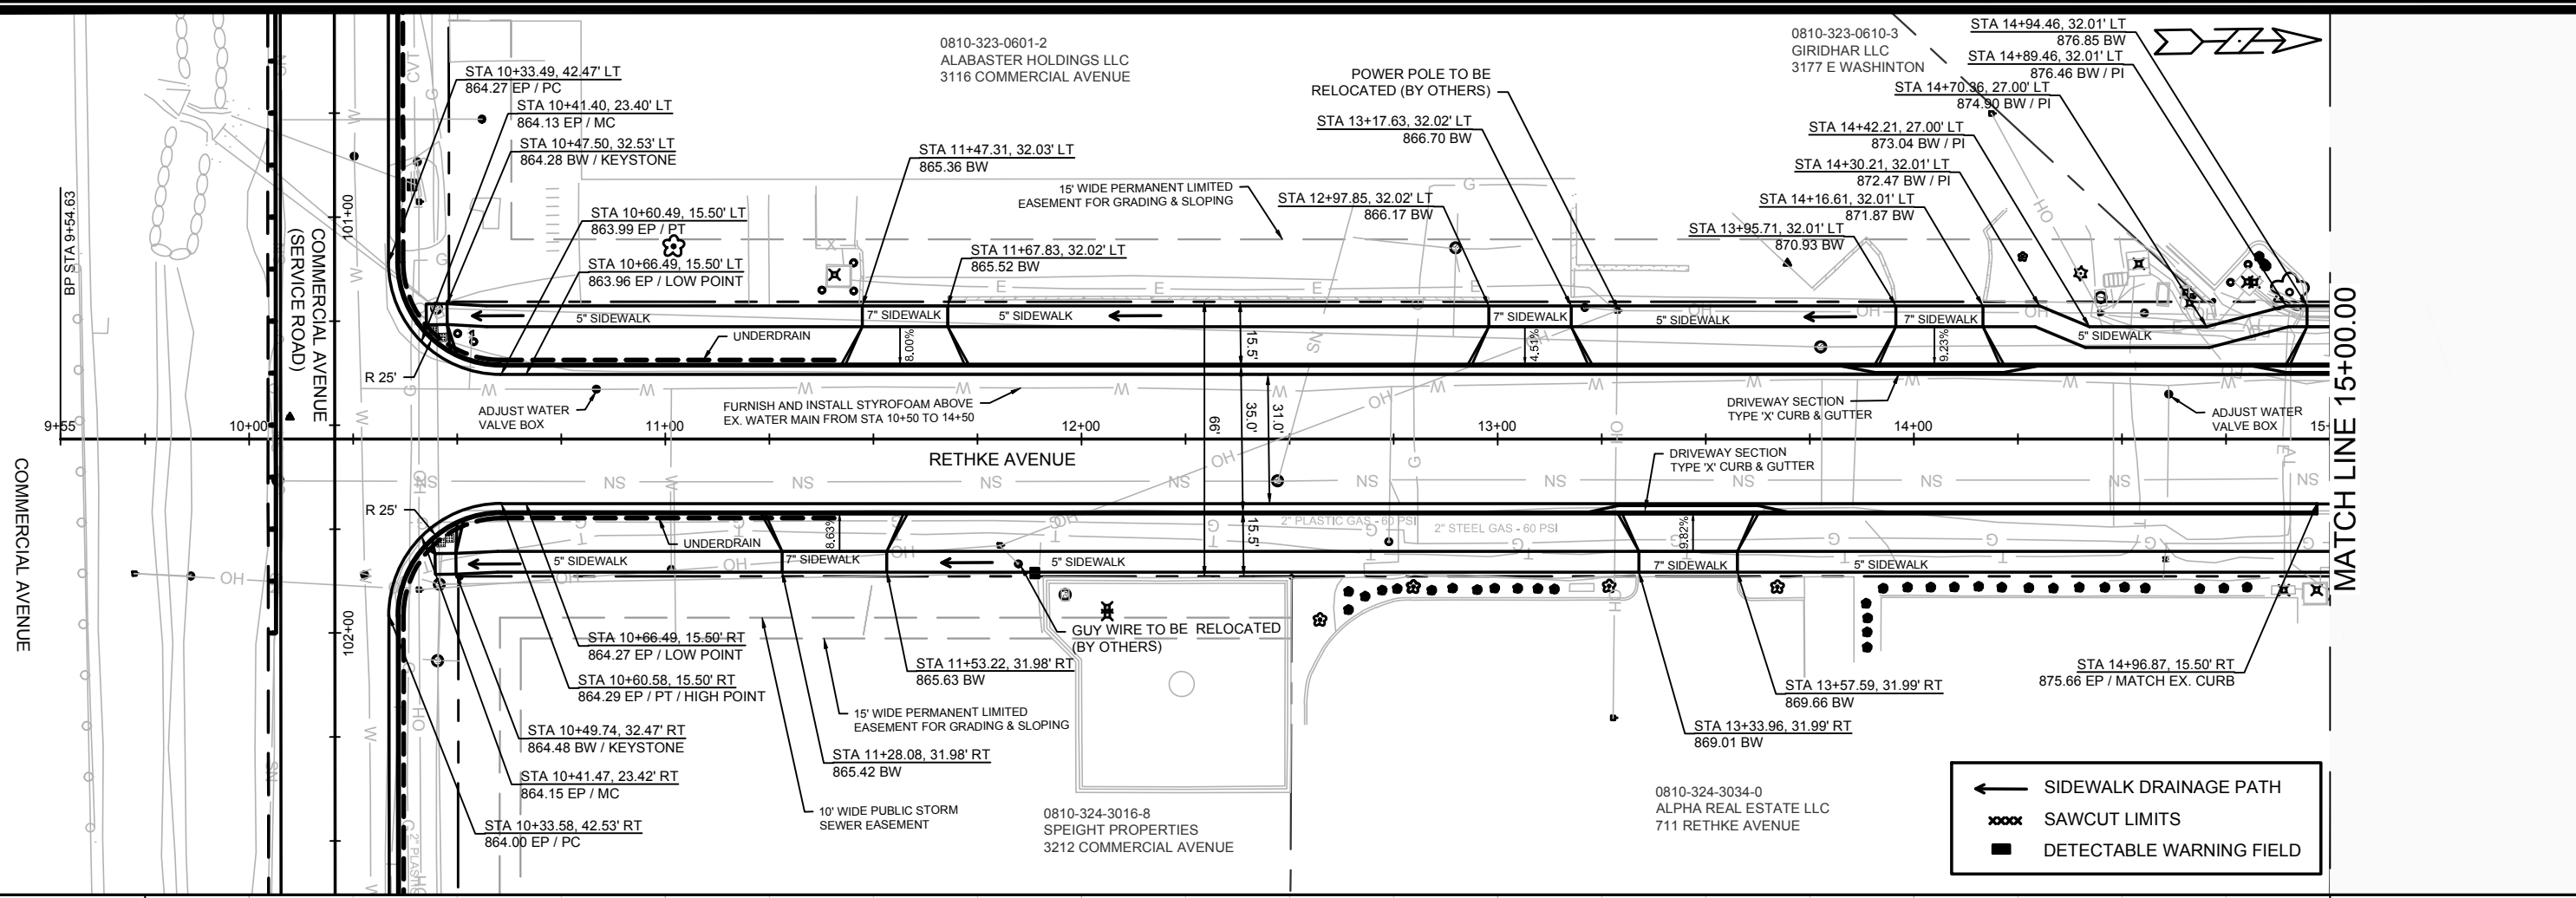 0810-323-0601-2
ALABASTER HOLDINGS LLC
3116 COMMERCIAL AVENUE
0810-323-0610-3
GIRIDHAR LLC
3177 E WASHINTON
STA 14+94.46, 32.01' LT
876.85 BW
STA 14+89.46, 32.01' LT
876.46 BW / PI
STA 14+70.36, 27.00' LT
874.90 BW / PI
STA 14+42.21, 27.00' LT
873.04 BW / PI
STA 14+30.21, 32.01' LT
872.47 BW / PI
STA 14+16.61, 32.01' LT
871.87 BW
STA 13+95.71, 32.01' LT
870.93 BW
POWER POLE TO BE
RELOCATED (BY OTHERS)
STA 13+17.63, 32.02' LT
866.70 BW
STA 12+97.85, 32.02' LT
866.17 BW
15' WIDE PERMANENT LIMITED
EASEMENT FOR GRADING & SLOPING
STA 11+47.31, 32.03' LT
865.36 BW
STA 11+67.83, 32.02' LT
865.52 BW
STA 10+33.49, 42.47' LT
864.27 EP / PC
STA 10+41.40, 23.40' LT
864.13 EP / MC
STA 10+47.50, 32.53' LT
864.28 BW / KEYSTONE
STA 10+60.49, 15.50' LT
863.99 EP / PT
STA 10+66.49, 15.50' LT
863.96 EP / LOW POINT
BP STA 9+54.63
COMMERCIAL AVENUE
(SERVICE ROAD)
101+00
5" SIDEWALK
7" SIDEWALK
5" SIDEWALK
7" SIDEWALK
5" SIDEWALK
7" SIDEWALK
5" SIDEWALK
UNDERDRAIN
8.00%
15.5'
4.51%
9.23%
R 25'
ADJUST WATER
VALVE BOX
FURNISH AND INSTALL STYROFOAM ABOVE
EX. WATER MAIN FROM STA 10+50 TO 14+50
66'
35.0'
31.0'
DRIVEWAY SECTION
TYPE 'X' CURB & GUTTER
ADJUST WATER
VALVE BOX
9+55
10+00
11+00
12+00
13+00
14+00
15+
MATCH LINE 15+00.00
COMMERCIAL AVENUE
RETHKE AVENUE
DRIVEWAY SECTION
TYPE 'X' CURB & GUTTER
R 25'
UNDERDRAIN
8.63%
15.5'
2" PLASTIC GAS - 60 PSI
2" STEEL GAS - 60 PSI
9.82%
5" SIDEWALK
7" SIDEWALK
5" SIDEWALK
7" SIDEWALK
5" SIDEWALK
102+00
STA 10+66.49, 15.50' RT
864.27 EP / LOW POINT
STA 10+60.58, 15.50' RT
864.29 EP / PT / HIGH POINT
STA 10+49.74, 32.47' RT
864.48 BW / KEYSTONE
STA 10+41.47, 23.42' RT
864.15 EP / MC
STA 10+33.58, 42.53' RT
864.00 EP / PC
GUY WIRE TO BE RELOCATED
(BY OTHERS)
STA 11+53.22, 31.98' RT
865.63 BW
15' WIDE PERMANENT LIMITED
EASEMENT FOR GRADING & SLOPING
STA 11+28.08, 31.98' RT
865.42 BW
10' WIDE PUBLIC STORM
SEWER EASEMENT
0810-324-3016-8
SPEIGHT PROPERTIES
3212 COMMERCIAL AVENUE
STA 14+96.87, 15.50' RT
875.66 EP / MATCH EX. CURB
STA 13+57.59, 31.99' RT
869.66 BW
STA 13+33.96, 31.99' RT
869.01 BW
0810-324-3034-0
ALPHA REAL ESTATE LLC
711 RETHKE AVENUE
SIDEWALK DRAINAGE PATH
SAWCUT LIMITS
DETECTABLE WARNING FIELD